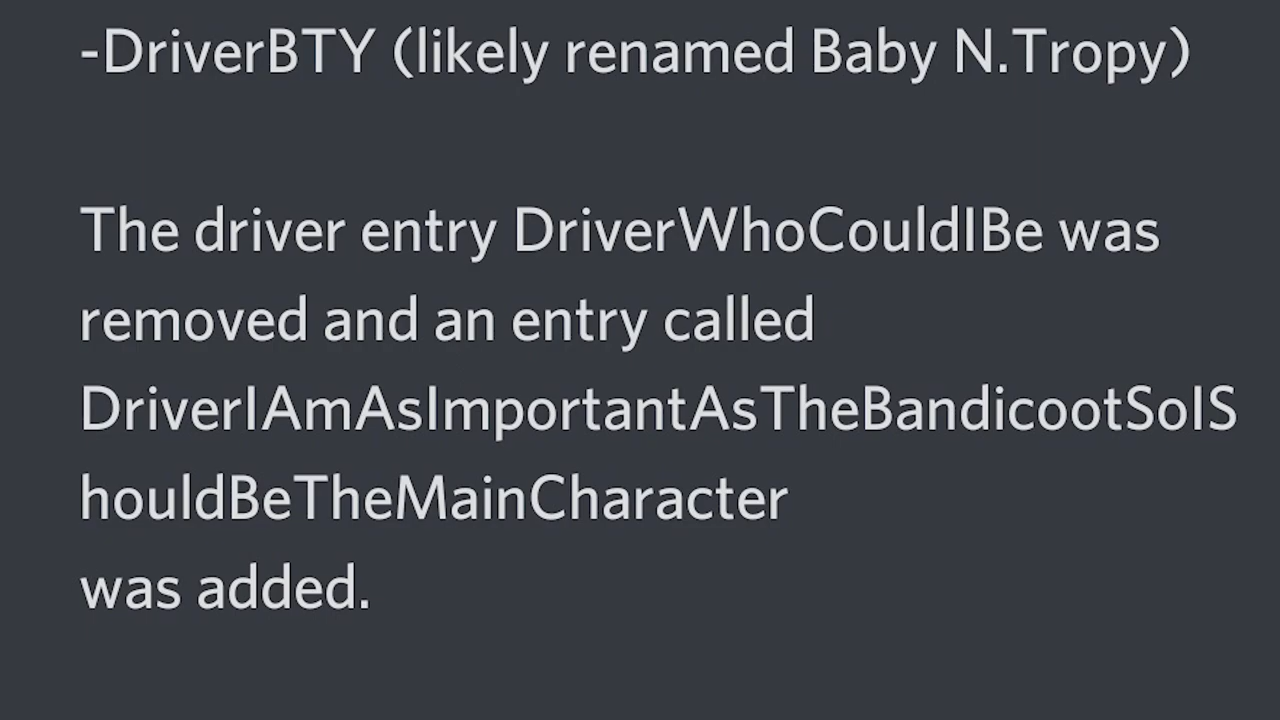 -DriverBTY (likely renamed Baby N.Tropy)
The driver entry DriverWhoCouldIBe was
removed and an entry called
DriverIAmAsImportantAsTheBandicootSoIS
houldBeTheMainCharacter
was added.